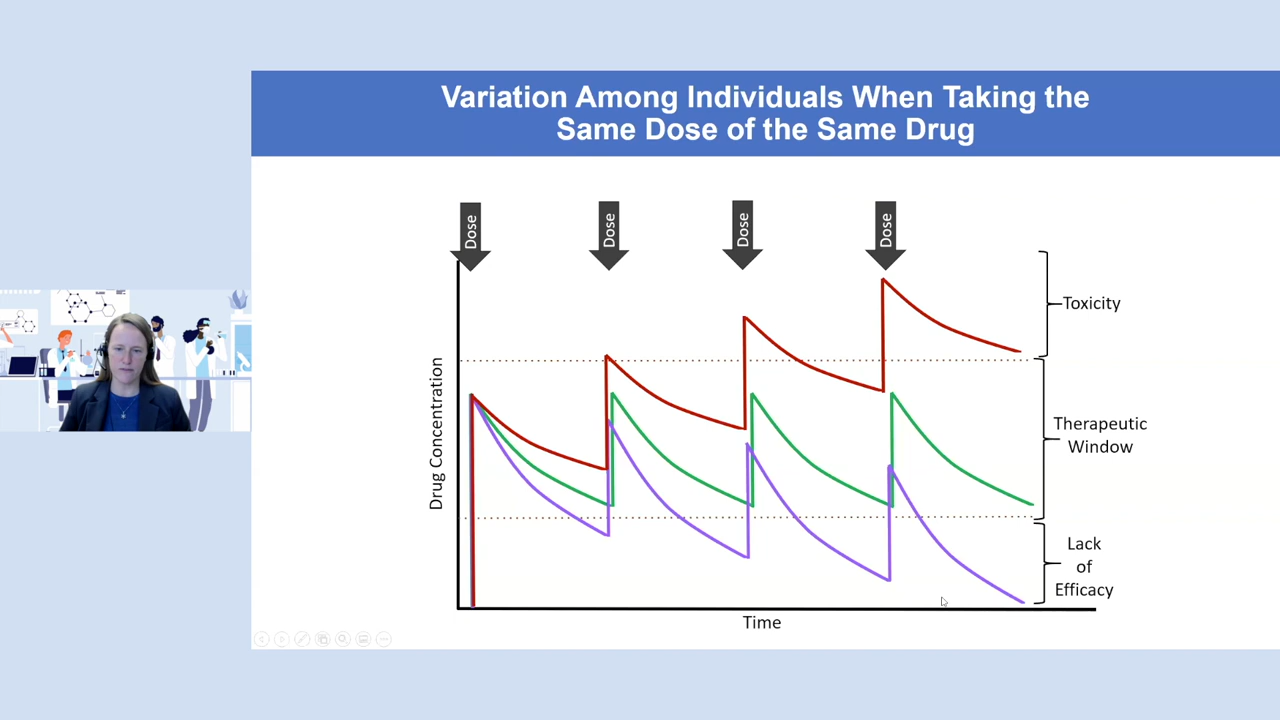 Variation Among Individuals When Taking the
Same Dose of the Same Drug
Dose
Dose
Dose
Dose
Toxicity
Drug Concentration
Therapeutic
Window
Lack
of
Efficacy
Time